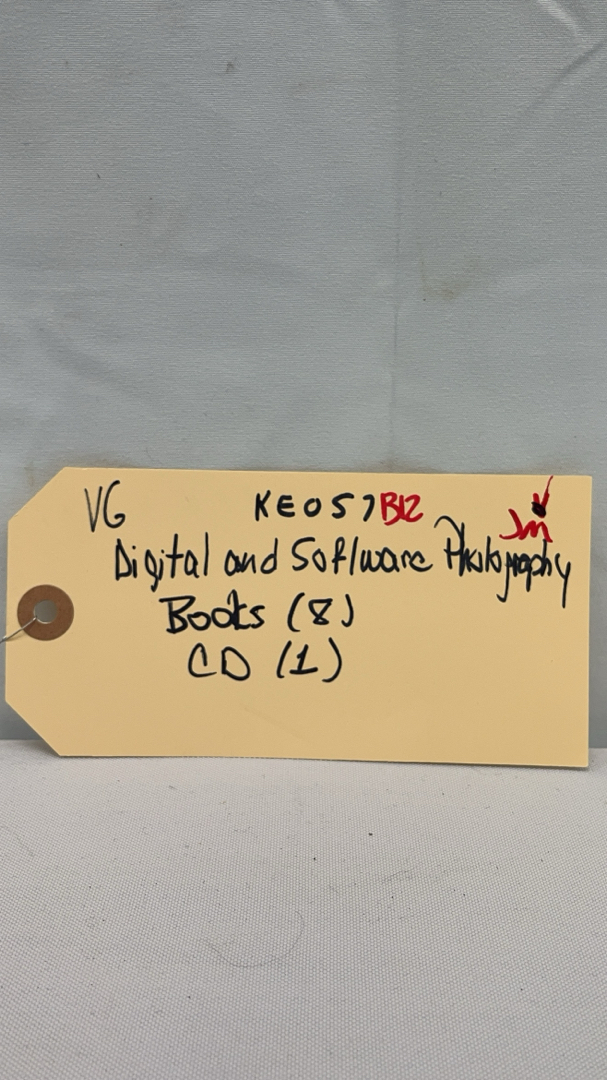 VG KE057B12 Jm
Digital and Software Photography
Books (8)
CD (1)